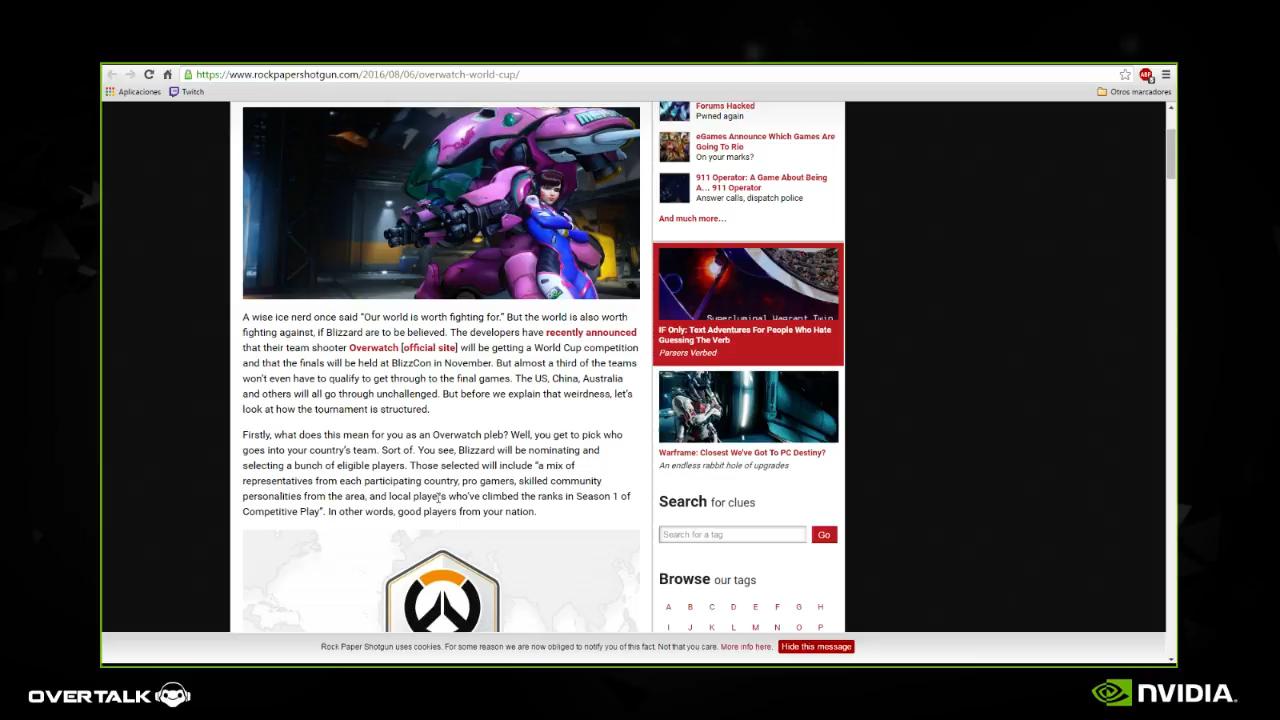 https://www.rockpapershotgun.com/2016/08/06/overwatch-world-cup/
ABP
Aplicaciones
Twitch
Otros marcadores
A wise ice nerd once said “Our world is worth fighting for.” But the world is also worth
fighting against, if Blizzard are to be believed. The developers have recently announced
that their team shooter Overwatch [official site] will be getting a World Cup competition
and that the finals will be held at BlizzCon in November. But almost a third of the teams
won't even have to qualify to get through to the final games. The US, China, Australia
and others will all go through unchallenged. But before we explain that weirdness, let's
look at how the tournament is structured.
Firstly, what does this mean for you as an Overwatch pleb? Well, you get to pick who
goes into your country's team. Sort of. You see, Blizzard will be nominating and
selecting a bunch of eligible players. Those selected will include “a mix of
representatives from each participating country, pro gamers, skilled community
personalities from the area, and local players who've climbed the ranks in Season 1 of
Competitive Play”. In other words, good players from your nation.
Forums Hacked
Pwned again
eGames Announce Which Games Are
Going To Rio
On your marks?
911 Operator: A Game About Being
A... 911 Operator
Answer calls, dispatch police
And much more...
Superluminal Vagrant Twin
IF Only: Text Adventures For People Who Hate
Guessing The Verb
Parsers Verbed
Warframe: Closest We've Got To PC Destiny?
An endless rabbit hole of upgrades
Search for clues
Search for a tag
Go
Browse our tags
A B C D E F G H
I J K L M N O P
Rock Paper Shotgun uses cookies. For some reason we are now obliged to notify you of this fact. Not that you care. More info here. Hide this message
OVERTALK
NVIDIA.